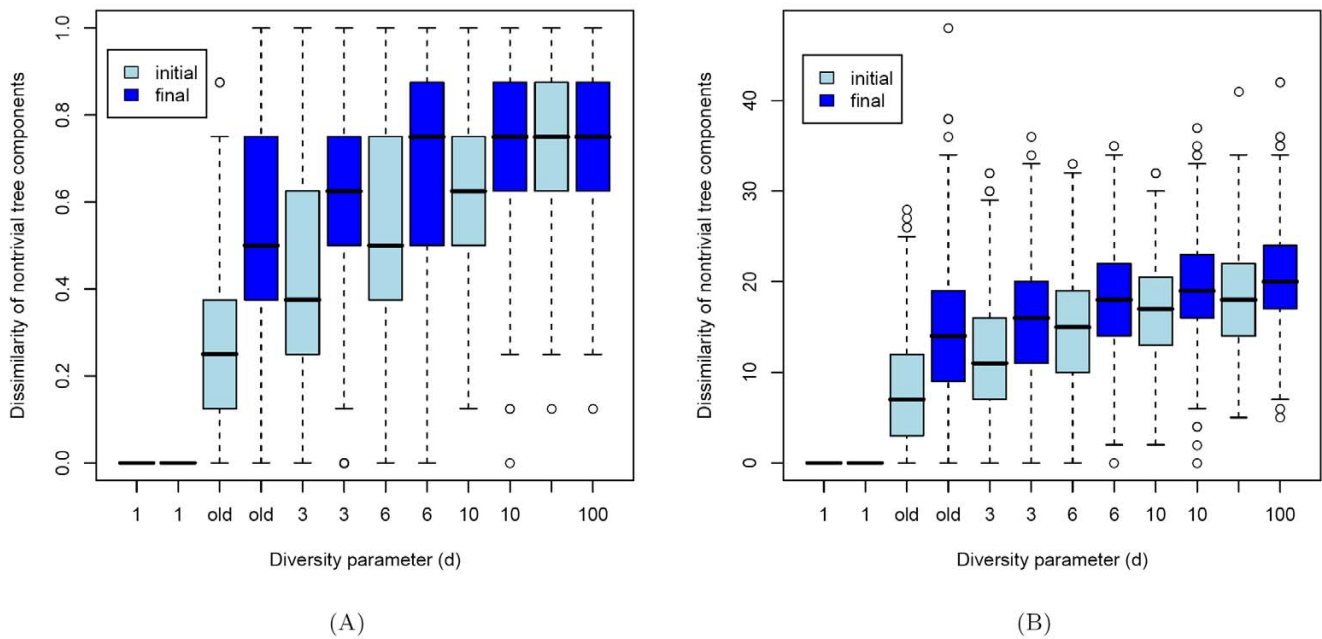 Dissimilarity of nontrivial tree components
0.0 0.2 0.4 0.6 0.8 1.0
initial
final
1 1 old old 3 3 6 6 10 10 100
Diversity parameter (d)
(A)
Dissimilarity of nontrivial tree components
0 10 20 30 40
initial
final
1 1 old old 3 3 6 6 10 10 100
Diversity parameter (d)
(B)